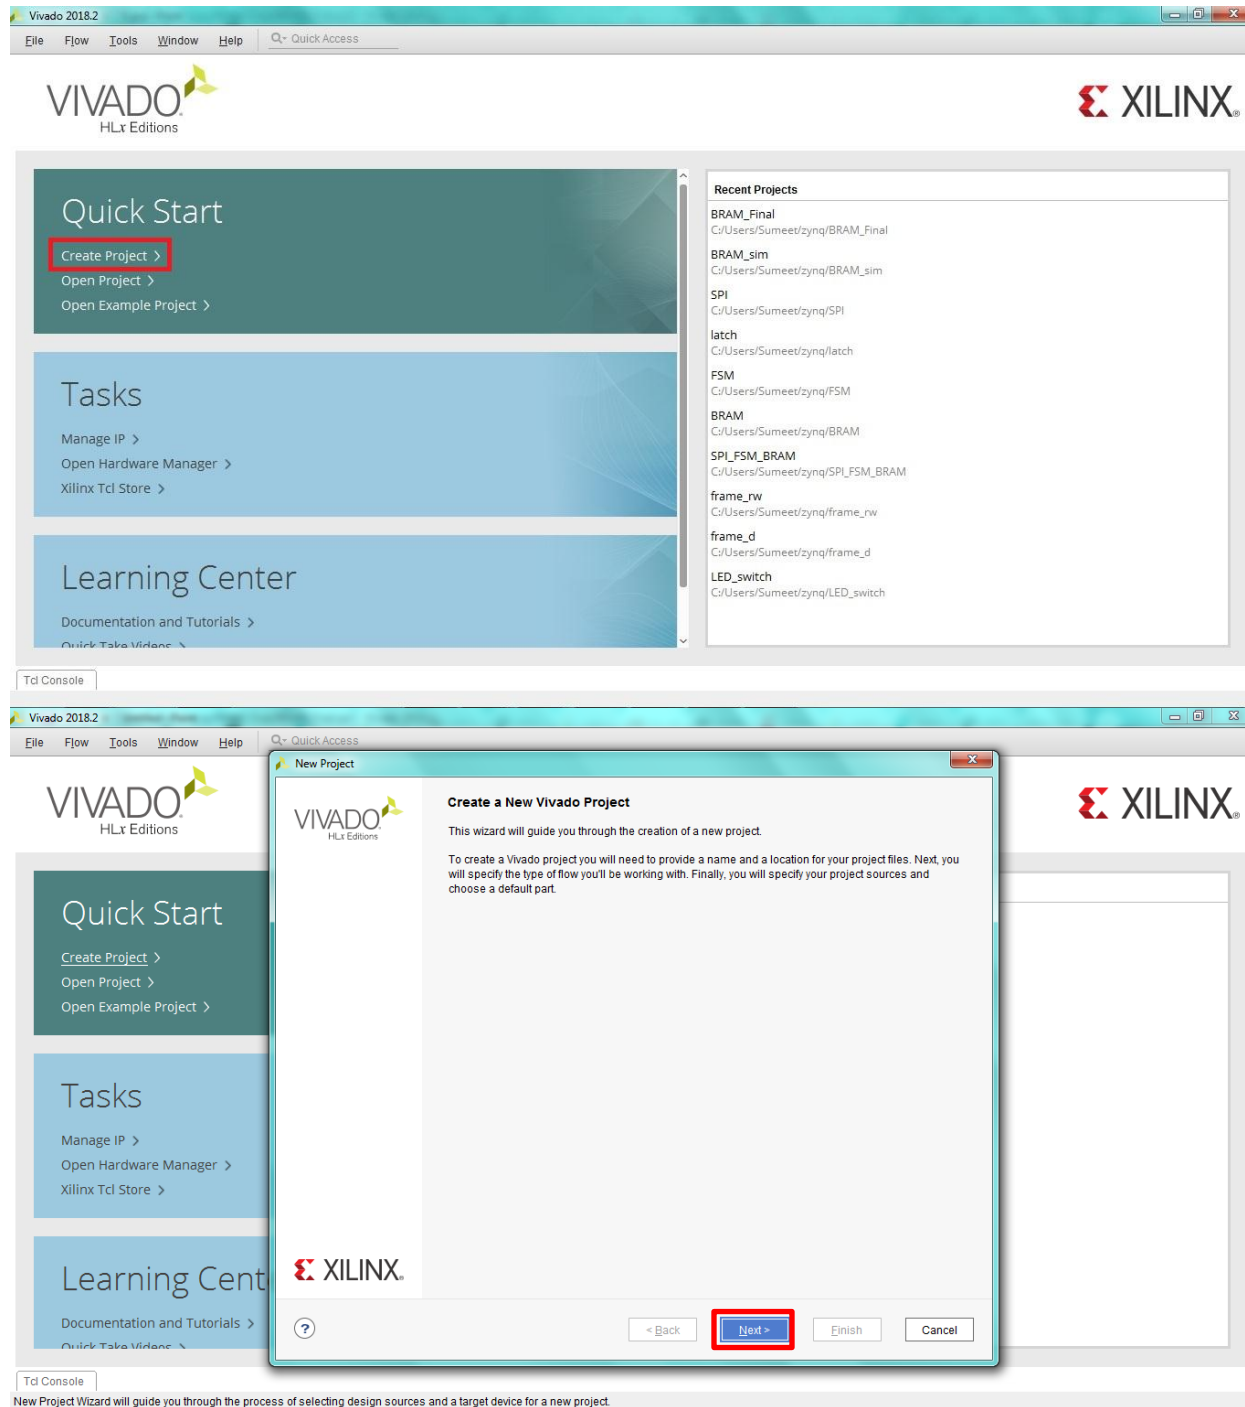 Vivado 2018.2
File Flow Tools Window Help Quick Access
VIVADO.
HLx Editions
XILINX®
Quick Start
Create Project >
Open Project >
Open Example Project >
Tasks
Manage IP >
Open Hardware Manager >
Xilinx Tcl Store >
Learning Center
Documentation and Tutorials >
Quick Take Videos >
Recent Projects
BRAM_Final
C:/Users/Sumeet/zynq/BRAM_Final
BRAM_sim
C:/Users/Sumeet/zynq/BRAM_sim
SPI
C:/Users/Sumeet/zynq/SPI
latch
C:/Users/Sumeet/zynq/latch
FSM
C:/Users/Sumeet/zynq/FSM
BRAM
C:/Users/Sumeet/zynq/BRAM
SPI_FSM_BRAM
C:/Users/Sumeet/zynq/SPI_FSM_BRAM
frame_rw
C:/Users/Sumeet/zynq/frame_rw
frame_d
C:/Users/Sumeet/zynq/frame_d
LED_switch
C:/Users/Sumeet/zynq/LED_switch
Tcl Console
Vivado 2018.2
File Flow Tools Window Help Quick Access
VIVADO.
HLx Editions
XILINX®
Quick Start
Create Project >
Open Project >
Open Example Project >
Tasks
Manage IP >
Open Hardware Manager >
Xilinx Tcl Store >
Learning Cent
Documentation and Tutorials >
Quick Take Videos >
New Project
VIVADO.
HLx Editions
Create a New Vivado Project
This wizard will guide you through the creation of a new project.
To create a Vivado project you will need to provide a name and a location for your project files. Next, you
will specify the type of flow you'll be working with. Finally, you will specify your project sources and
choose a default part.
XILINX®
? < Back Next > Finish Cancel
Tcl Console
New Project Wizard will guide you through the process of selecting design sources and a target device for a new project.